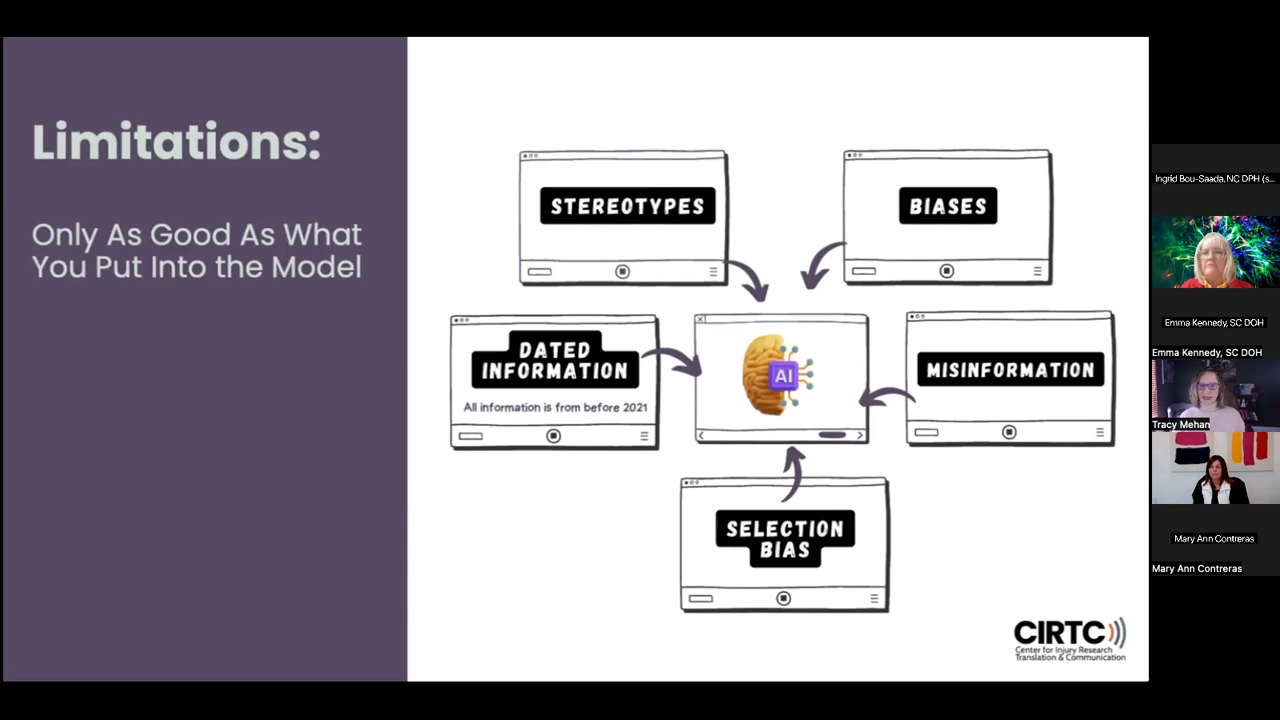 Limitations:
Only As Good As What
You Put Into the Model
STEREOTYPES
BIASES
DATED
INFORMATION
All information is from before 2021
AI
MISINFORMATION
SELECTION
BIAS
CIRTC
Center for Injury Research
Translation & Communication
Ingrid Bou-Saada, NC DPH (s...
Emma Kennedy, SC DOH
Emma Kennedy, SC DOH
Tracy Mehan
Mary Ann Contreras
Mary Ann Contreras